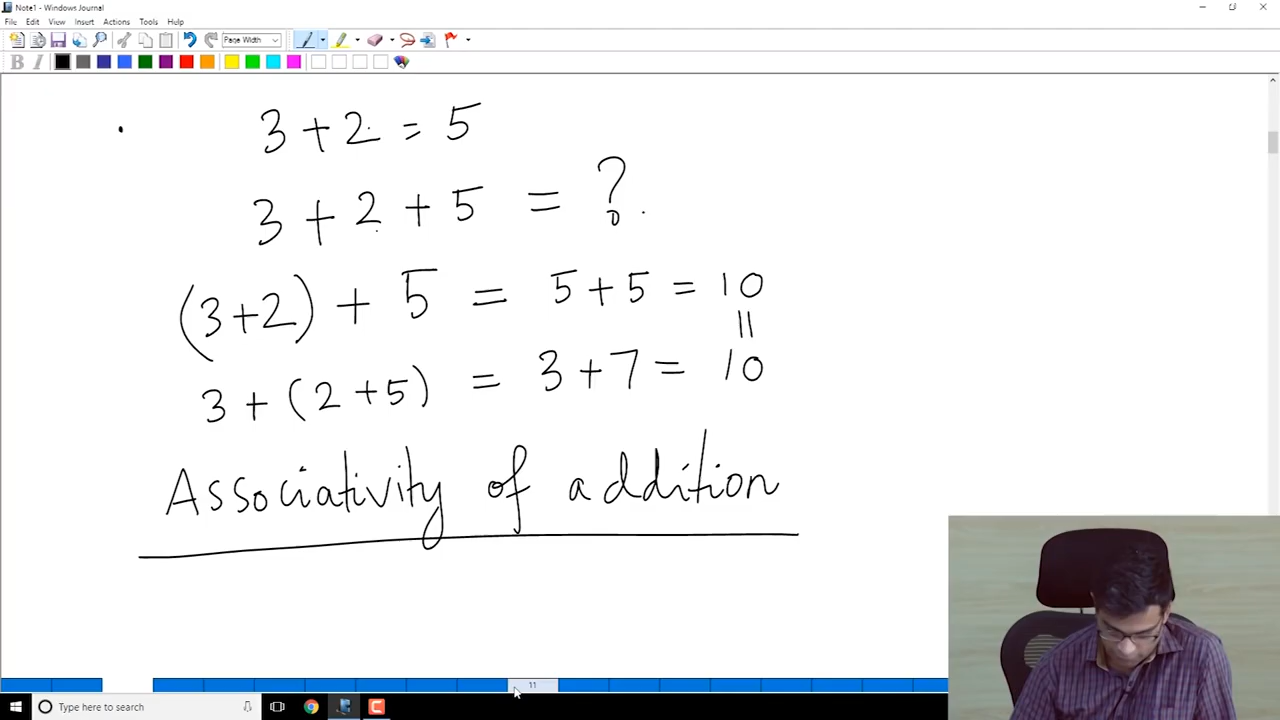 Note1 - Windows Journal
File Edit View Insert Actions Tools Help
Page Width
B I
3 + 2 = 5
3 + 2 + 5 = ?
(3+2) + 5 = 5 + 5 = 10
=
3 + (2 + 5) = 3 + 7 = 10
Associativity of addition
11
Type here to search